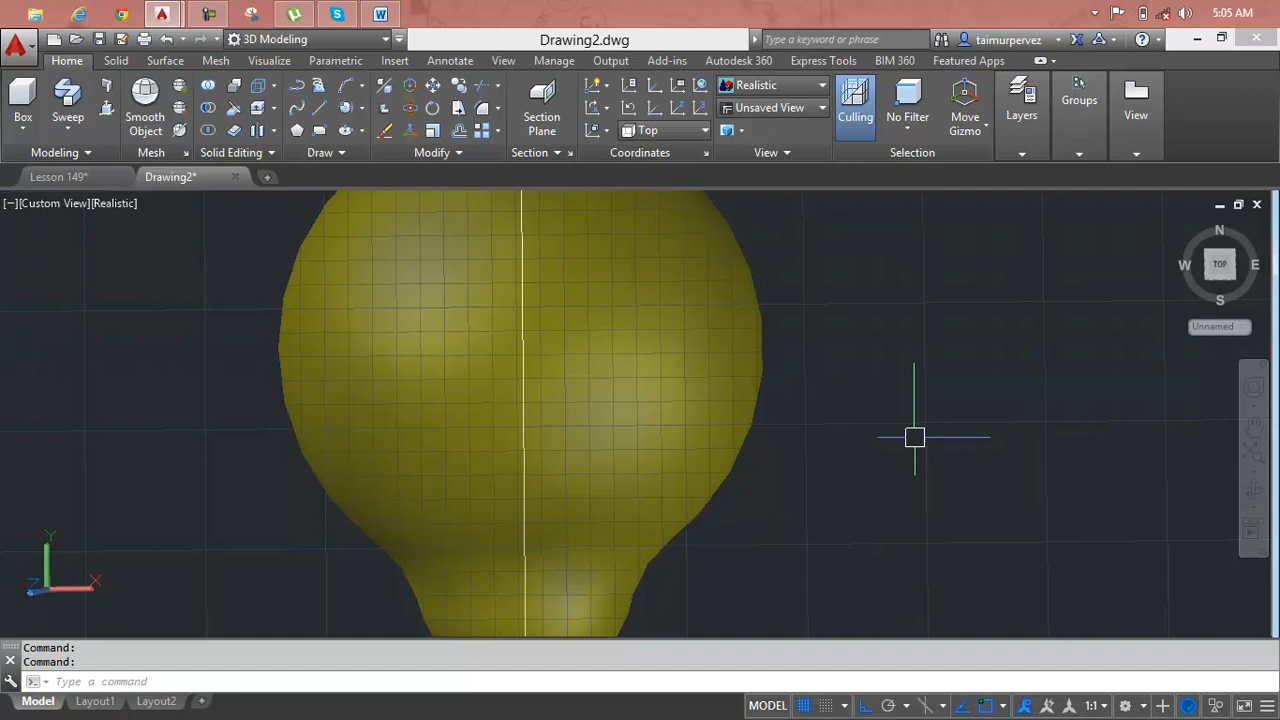 5:05 AM
3D Modeling
Drawing2.dwg
Type a keyword or phrase
taimurpervez
Home Solid Surface Mesh Visualize Parametric Insert Annotate View Manage Output Add-ins Autodesk 360 Express Tools BIM 360 Featured Apps
Box
Sweep
Smooth Object
Section Plane
Realistic
Unsaved View
Top
Culling
No Filter
Move Gizmo
Layers
Groups
View
Modeling
Mesh
Solid Editing
Draw
Modify
Section
Coordinates
View
Selection
Lesson 149*
Drawing2*
[−][Custom View][Realistic]
N
W
TOP
E
S
Unnamed
Y
Z
X
Command:
Command:
Type a command
Model Layout1 Layout2
MODEL
1:1